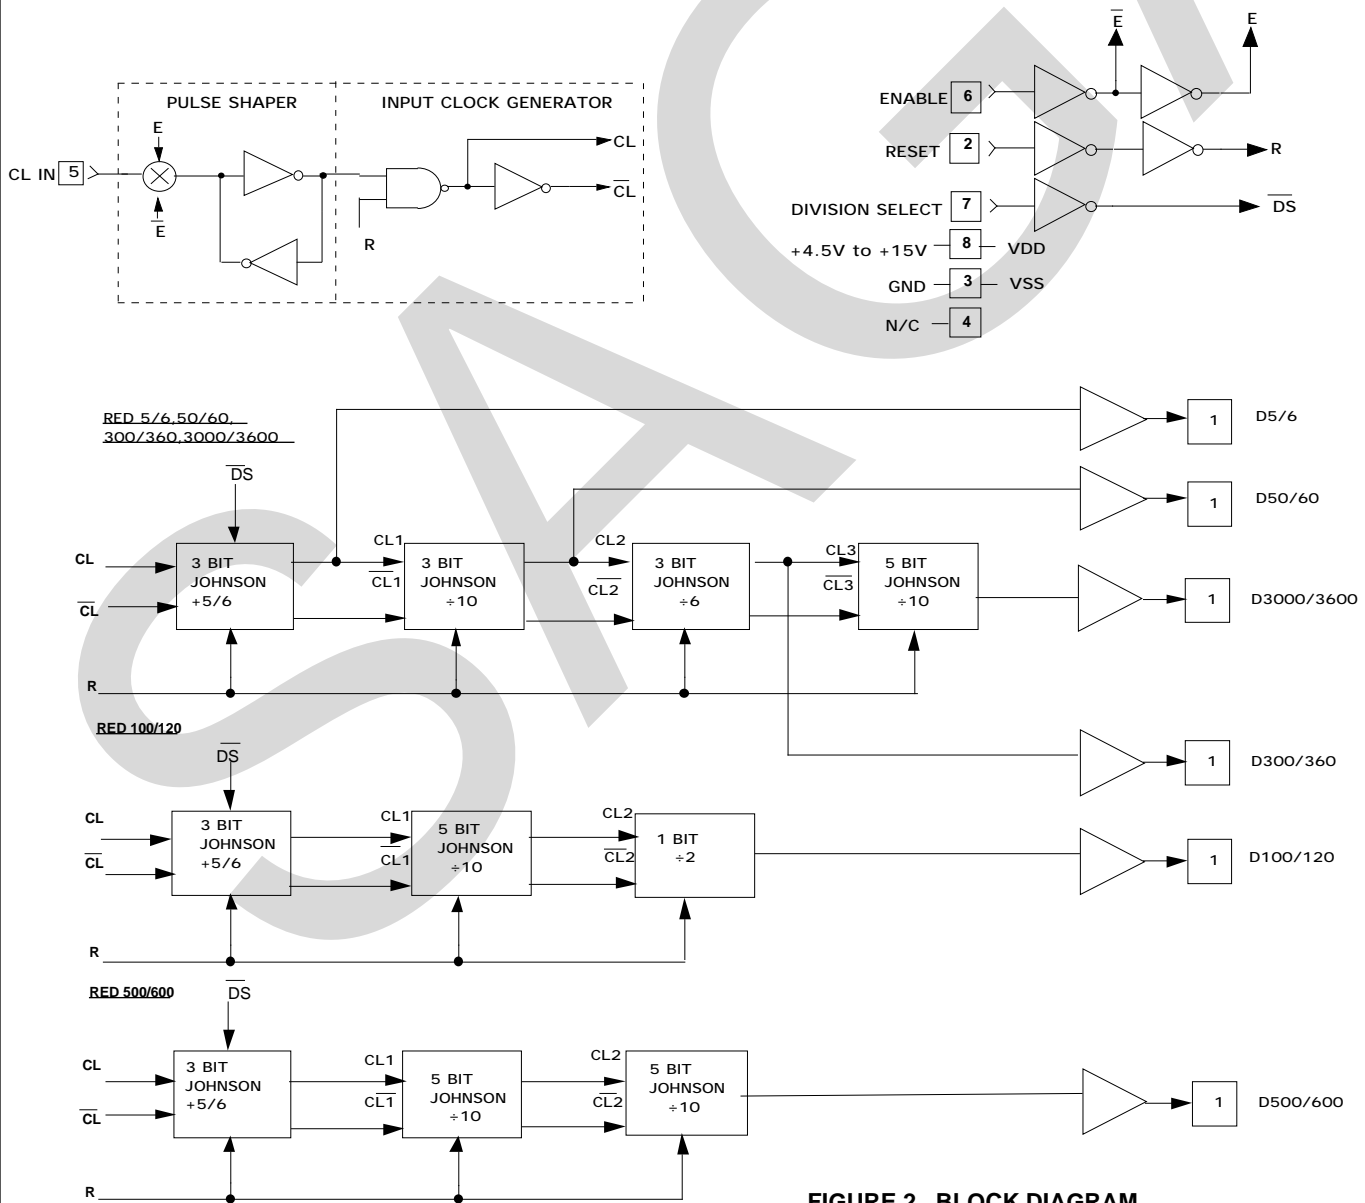 PULSE SHAPER
INPUT CLOCK GENERATOR
E
CL IN 5
E
R
CL
CL
E
E
ENABLE 6
RESET 2
R
DIVISION SELECT 7
DS
+4.5V to +15V 8 VDD
GND 3 VSS
N/C 4
RED 5/6,50/60,
300/360,3000/3600
DS
CL
CL
R
3 BIT
JOHNSON
+5/6
CL1
CL1
3 BIT
JOHNSON
÷10
CL2
CL2
3 BIT
JOHNSON
÷6
CL3
CL3
5 BIT
JOHNSON
÷10
1 D5/6
1 D50/60
1 D3000/3600
1 D300/360
RED 100/120
DS
CL
CL
R
3 BIT
JOHNSON
+5/6
CL1
CL1
5 BIT
JOHNSON
÷10
CL2
CL2
1 BIT
÷2
1 D100/120
RED 500/600
DS
CL
CL
R
3 BIT
JOHNSON
+5/6
CL1
CL1
5 BIT
JOHNSON
÷10
CL2
CL2
5 BIT
JOHNSON
÷10
1 D500/600
FIGURE 2. BLOCK DIAGRAM